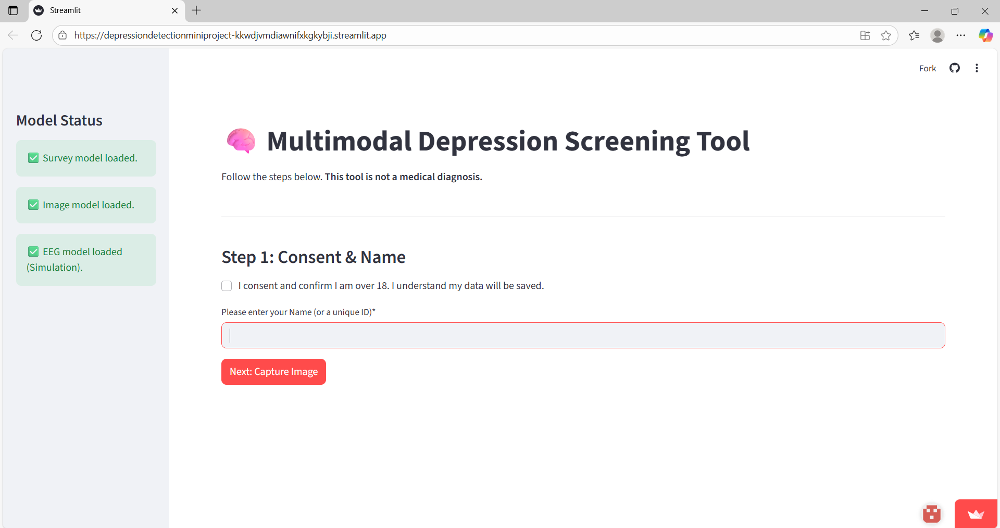 Streamlit
https://depressiondetectionminiproject-kkwdjvmdiawnifxkgkybji.streamlit.app
Fork
Model Status
Survey model loaded.
Image model loaded.
EEG model loaded
(Simulation).
Multimodal Depression Screening Tool
Follow the steps below. This tool is not a medical diagnosis.
Step 1: Consent & Name
I consent and confirm I am over 18. I understand my data will be saved.
Please enter your Name (or a unique ID)*
Next: Capture Image